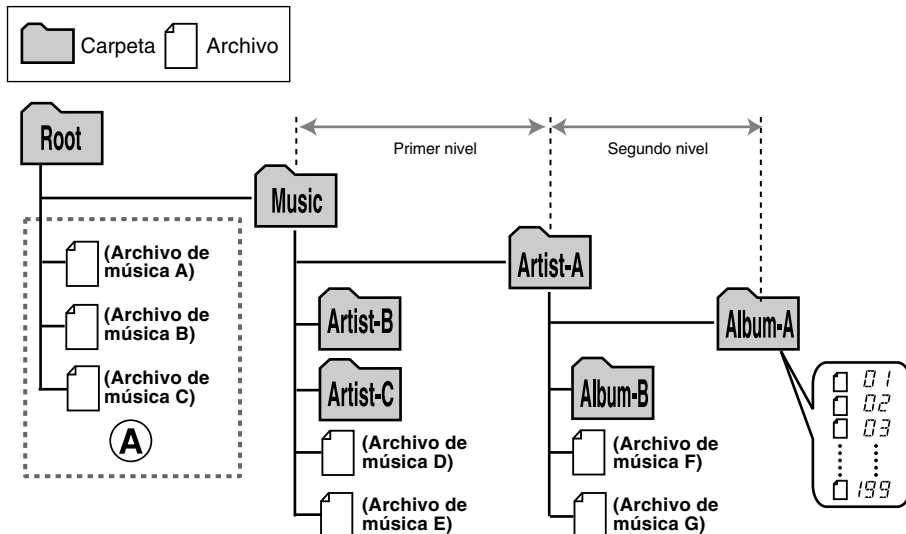 Carpeta
Archivo
Root
Primer nivel
Segundo nivel
Music
(Archivo de
música A)
Artist-A
(Archivo de
música B)
Artist-B
Album-A
(Archivo de
música C)
Artist-C
Album-B
01
02
03
199
A
(Archivo de
música D)
(Archivo de
música F)
(Archivo de
música E)
(Archivo de
música G)